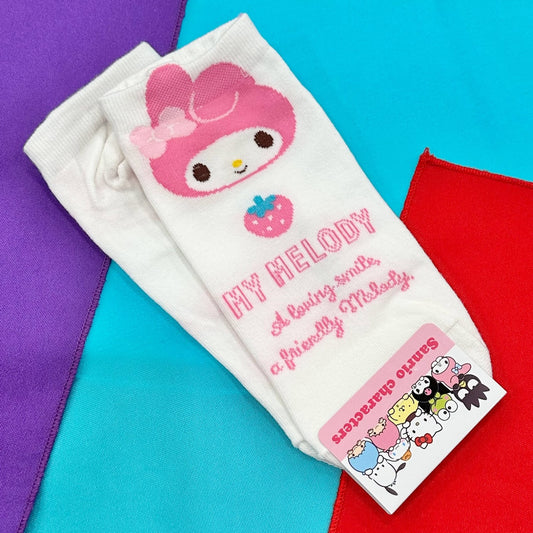 MY MELODY
A loving smile,
a friendly Melody.
Sanrio characters